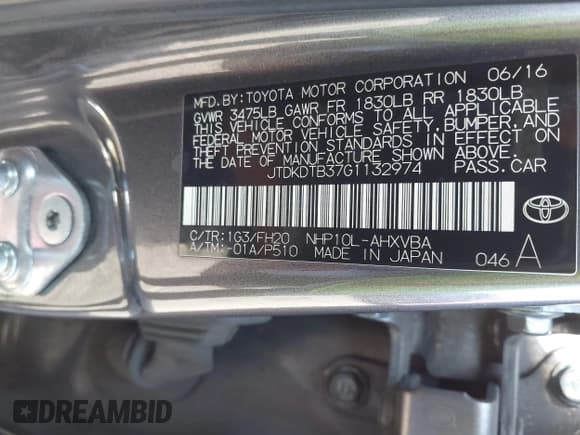 MFD. BY: TOYOTA MOTOR CORPORATION 06/16
GVWR 3475LB GAWR FR 1830LB RR 1830LB
THIS VEHICLE CONFORMS TO ALL APPLICABLE
FEDERAL MOTOR VEHICLE SAFETY, BUMPER, AND
THEFT PREVENTION STANDARDS IN EFFECT ON
THE DATE OF MANUFACTURE SHOWN ABOVE.
JTDKDTB37G1132974 PASS.CAR
C/TR: 1G3/FH20 NHP10L-AHXVBA
A/TM: -01A/P510 MADE IN JAPAN 046 A
TOYOTA
DREAMBID